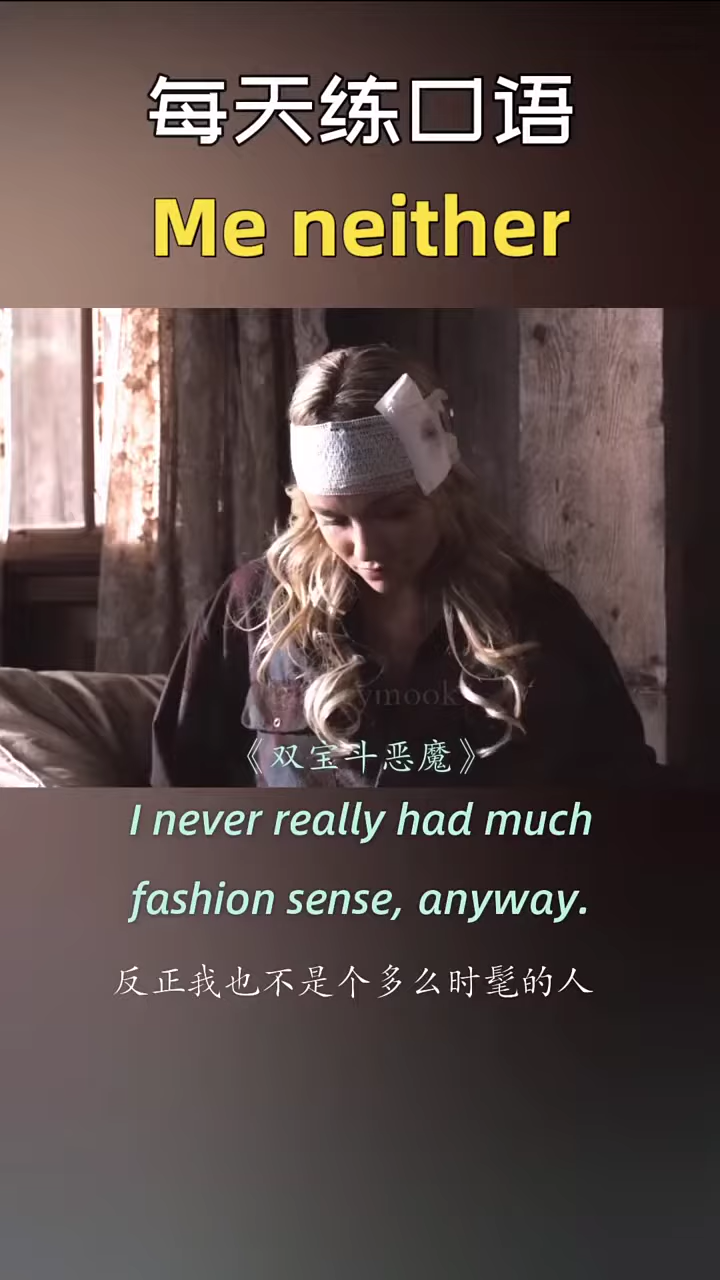 每天练口语
Me neither
《双宝斗恶魔》
I never really had much
fashion sense, anyway.
反正我也不是个多么时髦的人